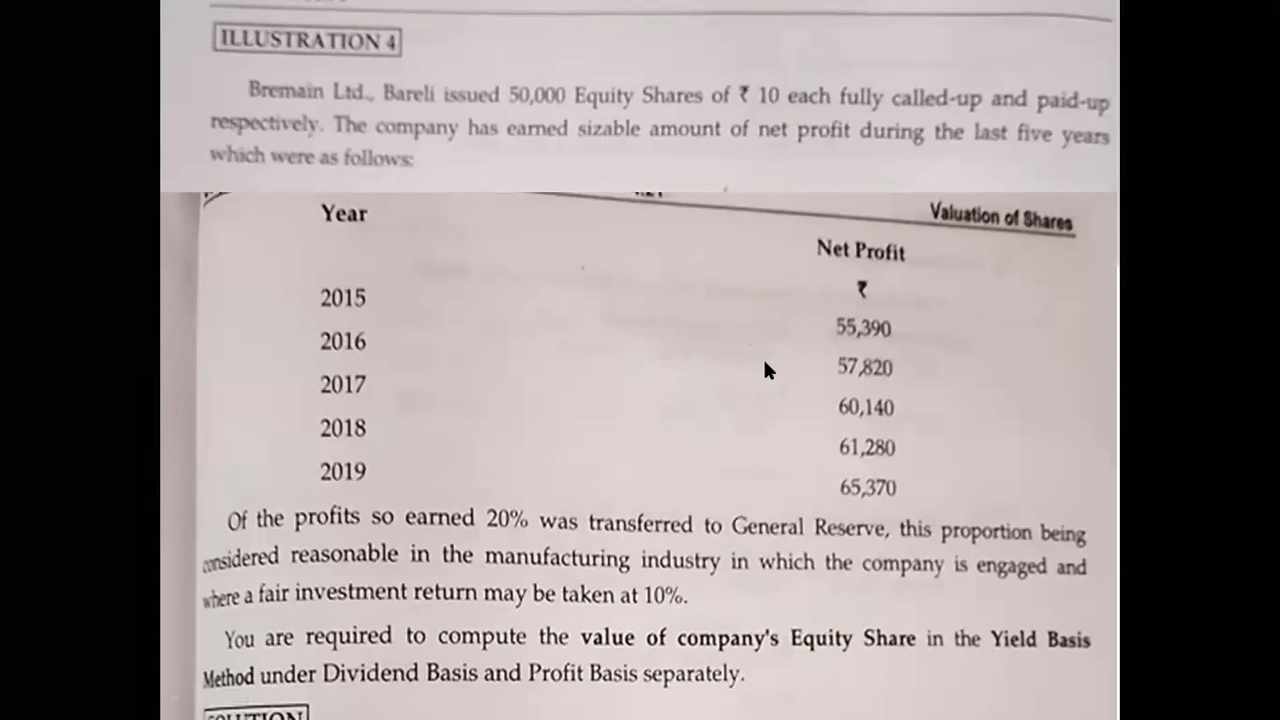 ILLUSTRATION 4
Bremain Ltd., Bareli issued 50,000 Equity Shares of ₹ 10 each fully called-up and paid-up
respectively. The company has earned sizable amount of net profit during the last five years
which were as follows:
Valuation of Shares
Year
Net Profit
₹
2015
55,390
2016
57,820
2017
60,140
2018
61,280
2019
65,370
Of the profits so earned 20% was transferred to General Reserve, this proportion being
considered reasonable in the manufacturing industry in which the company is engaged and
where a fair investment return may be taken at 10%.
You are required to compute the value of company's Equity Share in the Yield Basis
Method under Dividend Basis and Profit Basis separately.
SOLUTION